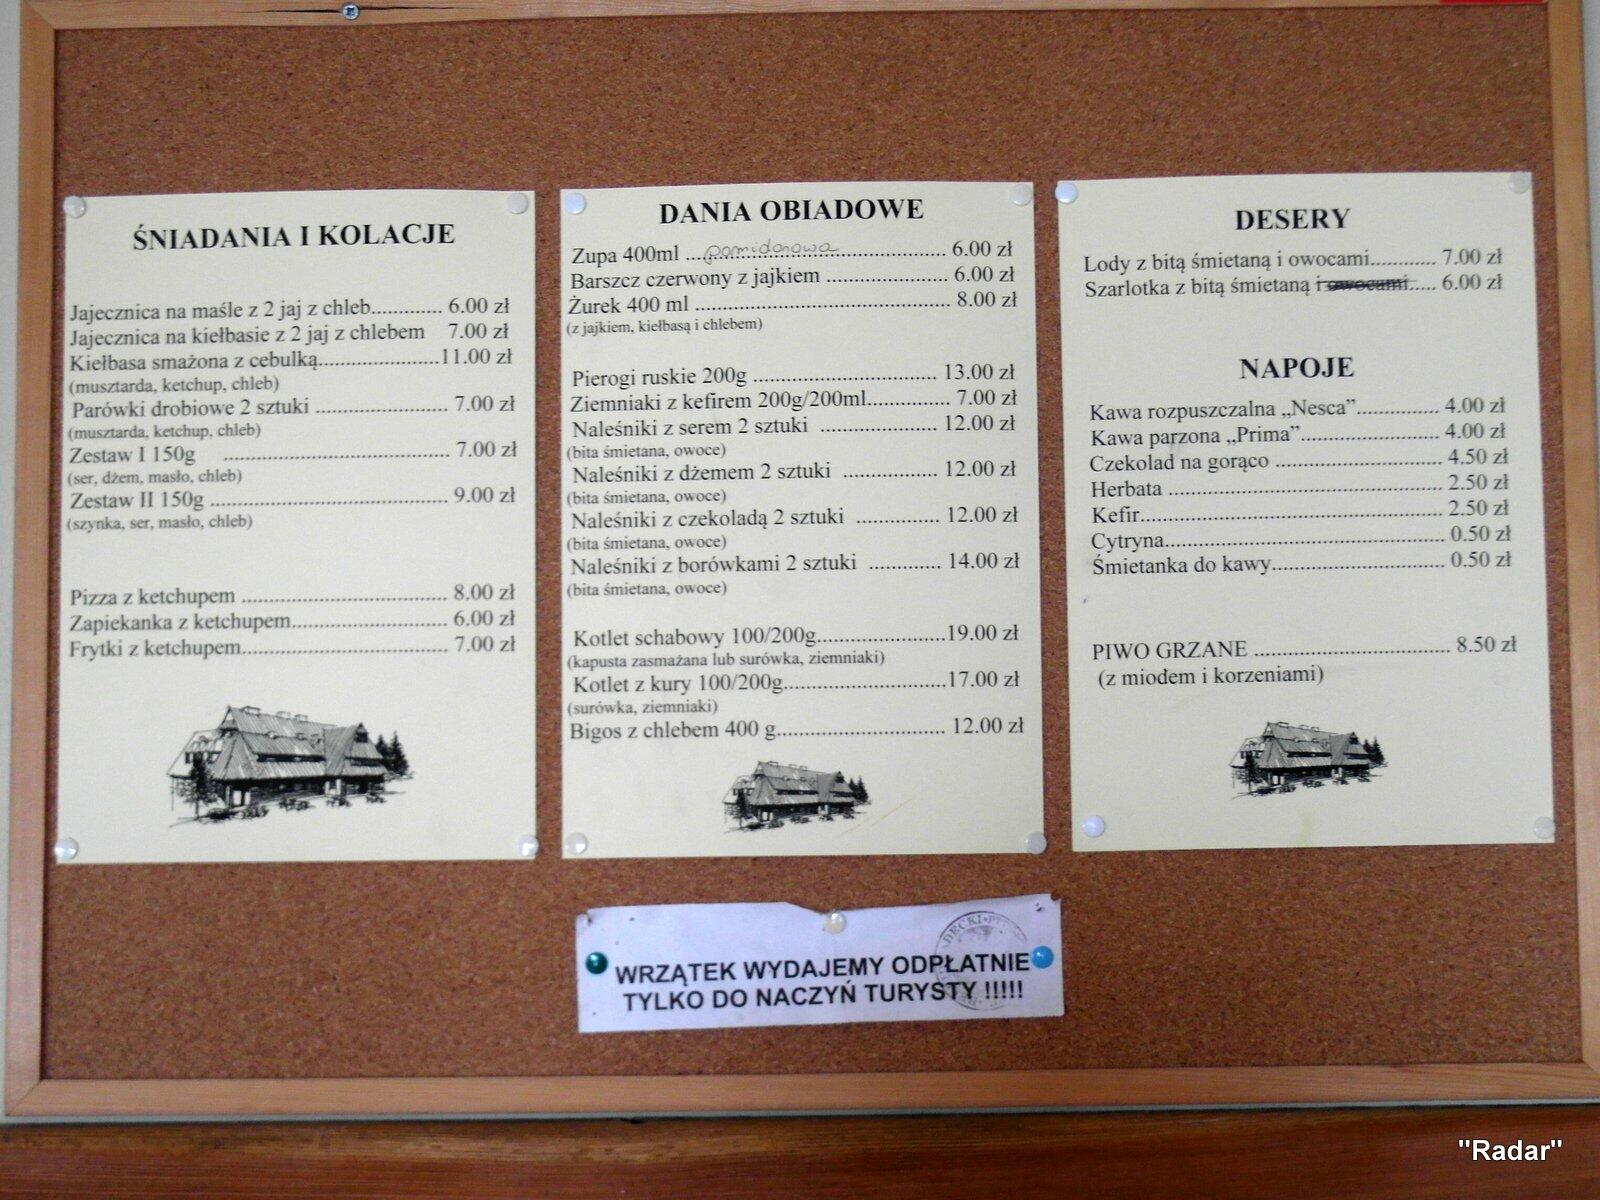 ŚNIADANIA I KOLACJE
Jajecznica na maśle z 2 jaj z chleb............ 6.00 zł
Jajecznica na kiełbasie z 2 jaj z chlebem 7.00 zł
Kiełbasa smażona z cebulką....................11.00 zł
(musztarda, ketchup, chleb)
Parówki drobiowe 2 sztuki ...................... 7.00 zł
(musztarda, ketchup, chleb)
Zestaw I 150g ..................................... 7.00 zł
(ser, dżem, masło, chleb)
Zestaw II 150g ....................................... 9.00 zł
(szynka, ser, masło, chleb)
Pizza z ketchupem .................................. 8.00 zł
Zapiekanka z ketchupem.......................... 6.00 zł
Frytki z ketchupem.................................. 7.00 zł
DANIA OBIADOWE
Zupa 400ml ...pomidorowa................ 6.00 zł
Barszcz czerwony z jajkiem .................... 6.00 zł
Żurek 400 ml .......................................... 8.00 zł
(z jajkiem, kiełbasą i chlebem)
Pierogi ruskie 200g .............................. 13.00 zł
Ziemniaki z kefirem 200g/200ml............. 7.00 zł
Naleśniki z serem 2 sztuki .................... 12.00 zł
(bita śmietana, owoce)
Naleśniki z dżemem 2 sztuki ................ 12.00 zł
(bita śmietana, owoce)
Naleśniki z czekoladą 2 sztuki .............. 12.00 zł
(bita śmietana, owoce)
Naleśniki z borówkami 2 sztuki ............ 14.00 zł
(bita śmietana, owoce)
Kotlet schabowy 100/200g.....................19.00 zł
(kapusta zasmażana lub surówka, ziemniaki)
Kotlet z kury 100/200g...........................17.00 zł
(surówka, ziemniaki)
Bigos z chlebem 400 g............................ 12.00 zł
DESERY
Lody z bitą śmietaną i owocami........... 7.00 zł
Szarlotka z bitą śmietaną i owocami..... 6.00 zł
NAPOJE
Kawa rozpuszczalna „Nesca”.............. 4.00 zł
Kawa parzona „Prima”........................ 4.00 zł
Czekolad na gorąco ............................ 4.50 zł
Herbata .............................................. 2.50 zł
Kefir................................................... 2.50 zł
Cytryna............................................... 0.50 zł
Śmietanka do kawy............................. 0.50 zł
PIWO GRZANE ................................. 8.50 zł
(z miodem i korzeniami)
WRZĄTEK WYDAJEMY ODPŁATNIE
TYLKO DO NACZYŃ TURYSTY !!!!!
"Radar"